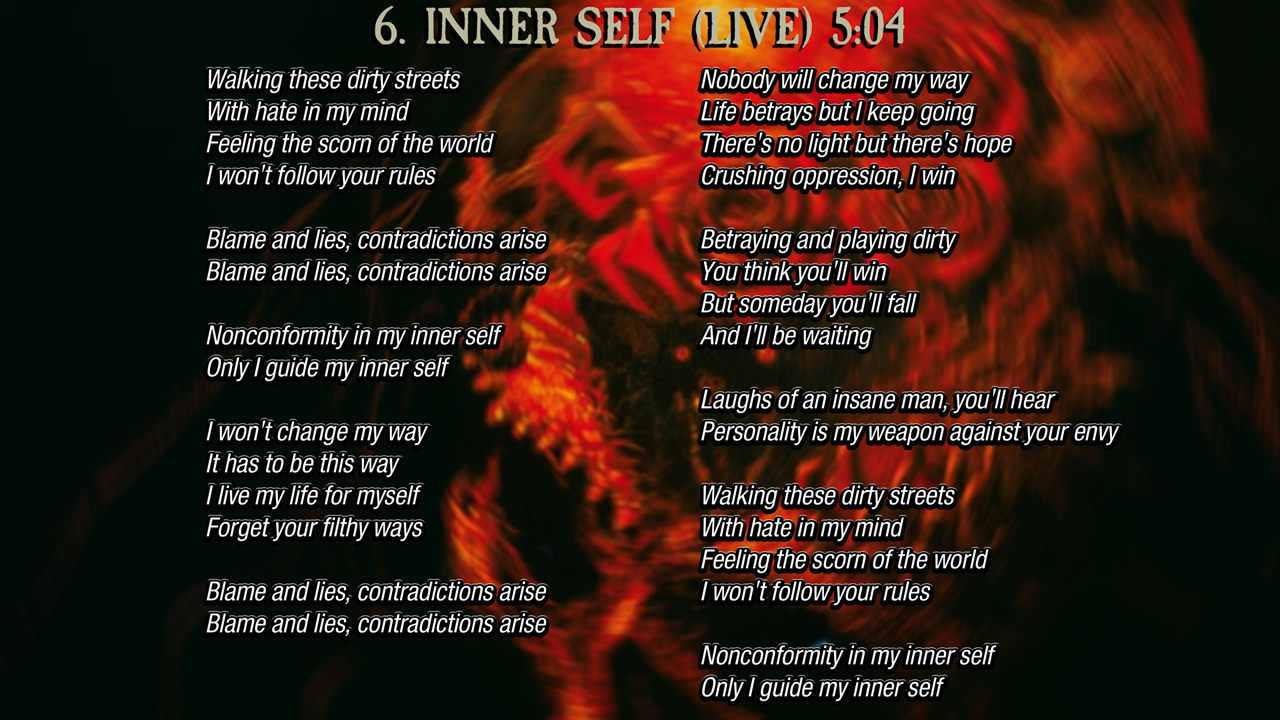 6. INNER SELF (LIVE) 5:04
Walking these dirty streets
With hate in my mind
Feeling the scorn of the world
I won't follow your rules
Blame and lies, contradictions arise
Blame and lies, contradictions arise
Nonconformity in my inner self
Only I guide my inner self
I won't change my way
It has to be this way
I live my life for myself
Forget your filthy ways
Blame and lies, contradictions arise
Blame and lies, contradictions arise
Nobody will change my way
Life betrays but I keep going
There's no light but there's hope
Crushing oppression, I win
Betraying and playing dirty
You think you'll win
But someday you'll fall
And I'll be waiting
Laughs of an insane man, you'll hear
Personality is my weapon against your envy
Walking these dirty streets
With hate in my mind
Feeling the scorn of the world
I won't follow your rules
Nonconformity in my inner self
Only I guide my inner self